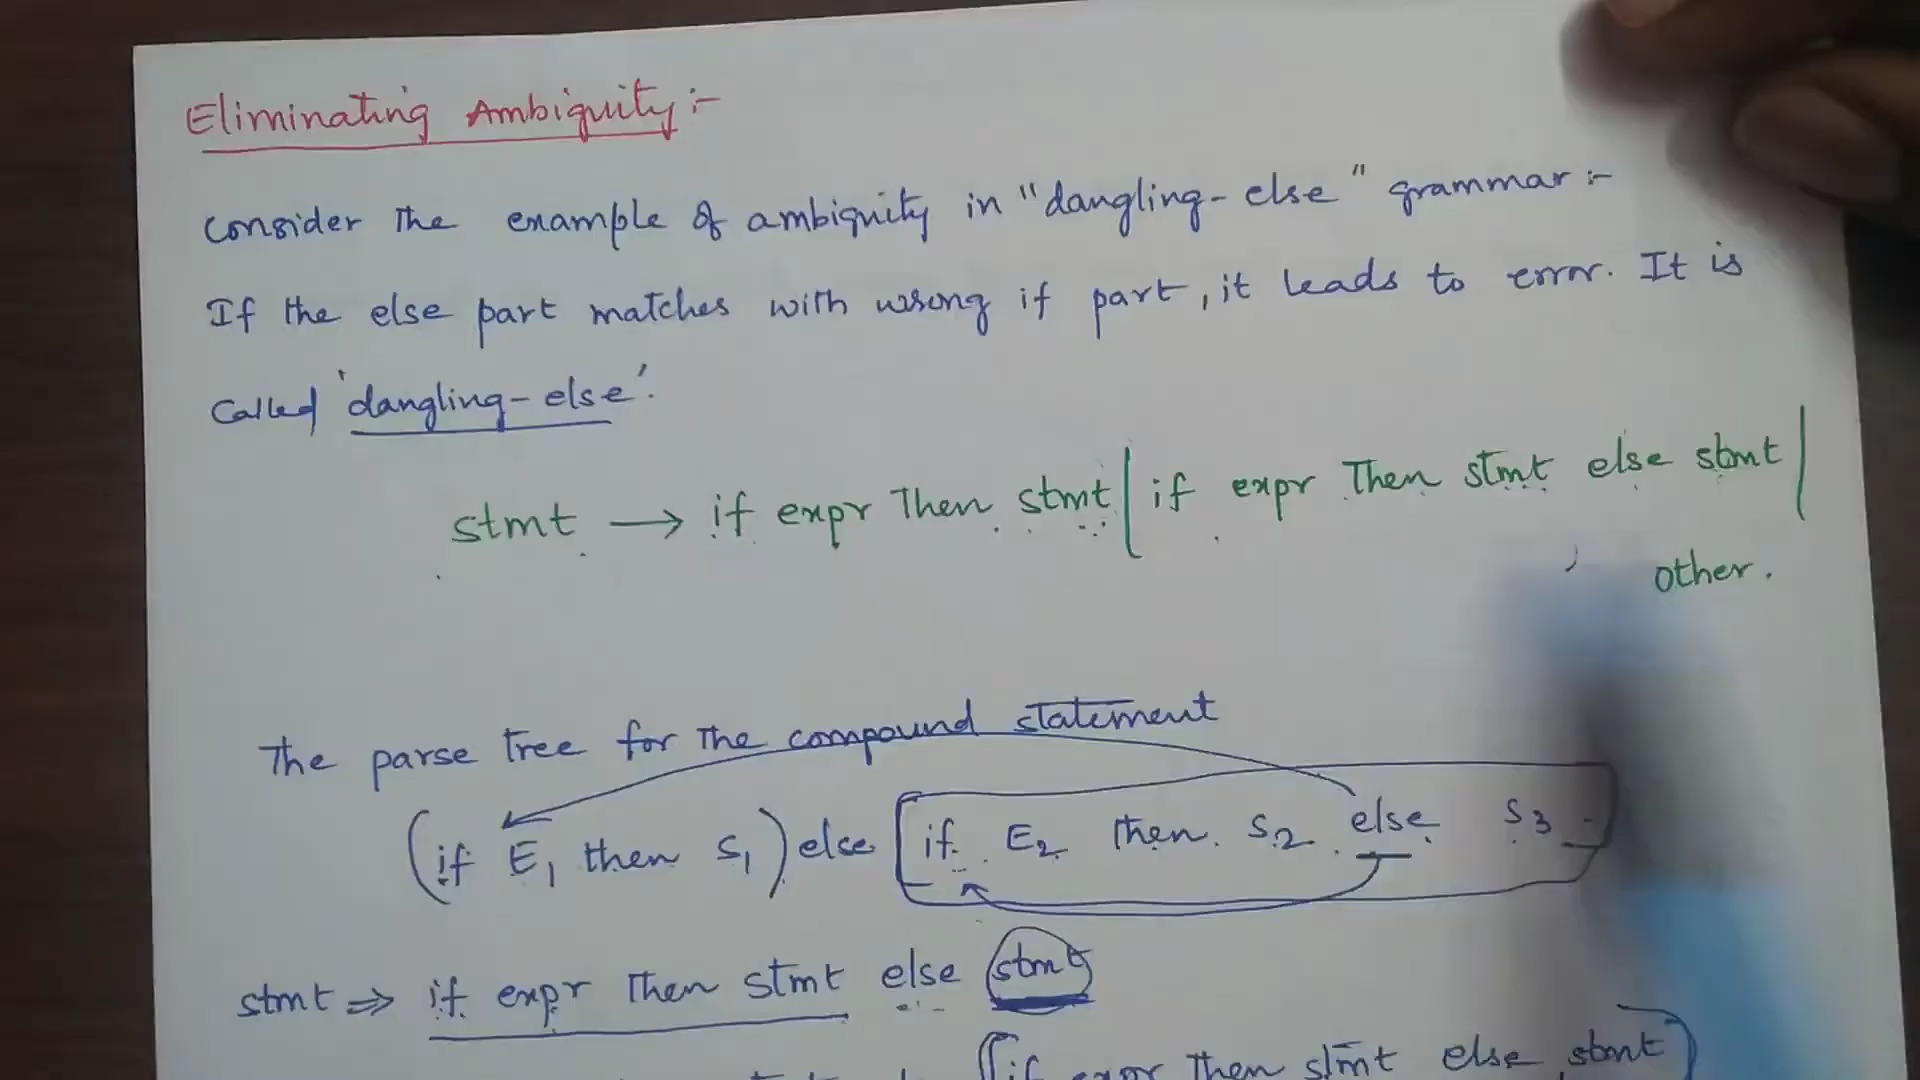 Eliminating Ambiguity :-
Consider the example of ambiguity in "dangling-else" grammar :-
If the else part matches with wrong if part, it leads to error. It is
Called 'dangling-else'.
stmt → if expr Then stmt | if expr Then stmt else stmt |
other.
The parse tree for the compound statement
(if E1 then S1) else [if E2 then S2 else S3
stmt ⇒ if expr Then stmt else stmt
(if expr Then stmt else stmt)